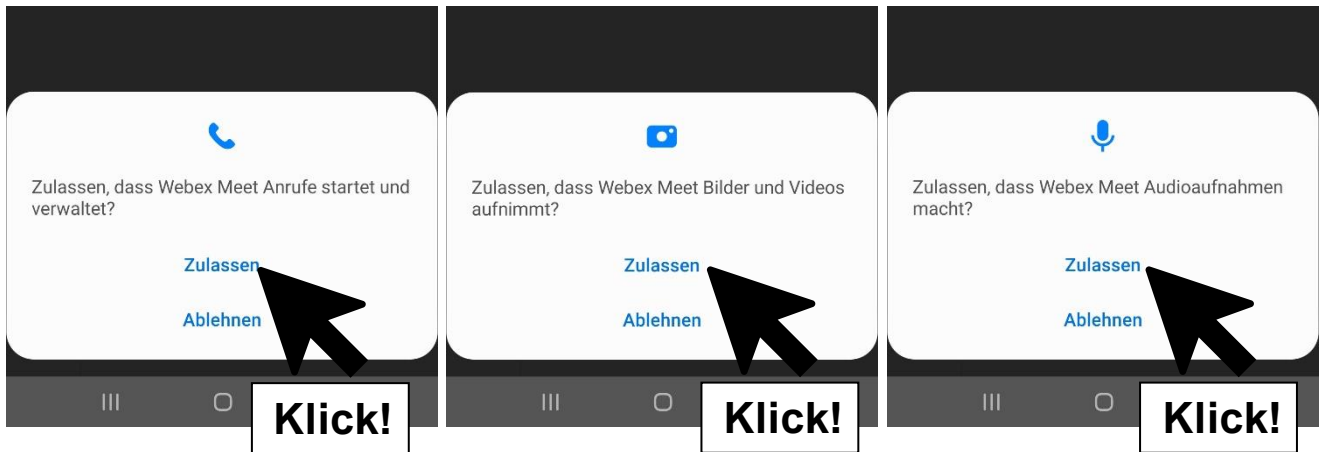 Zulassen, dass Webex Meet Anrufe startet und
verwaltet?
Zulassen
Ablehnen
Klick!
Zulassen, dass Webex Meet Bilder und Videos
aufnimmt?
Zulassen
Ablehnen
Klick!
Zulassen, dass Webex Meet Audioaufnahmen
macht?
Zulassen
Ablehnen
Klick!